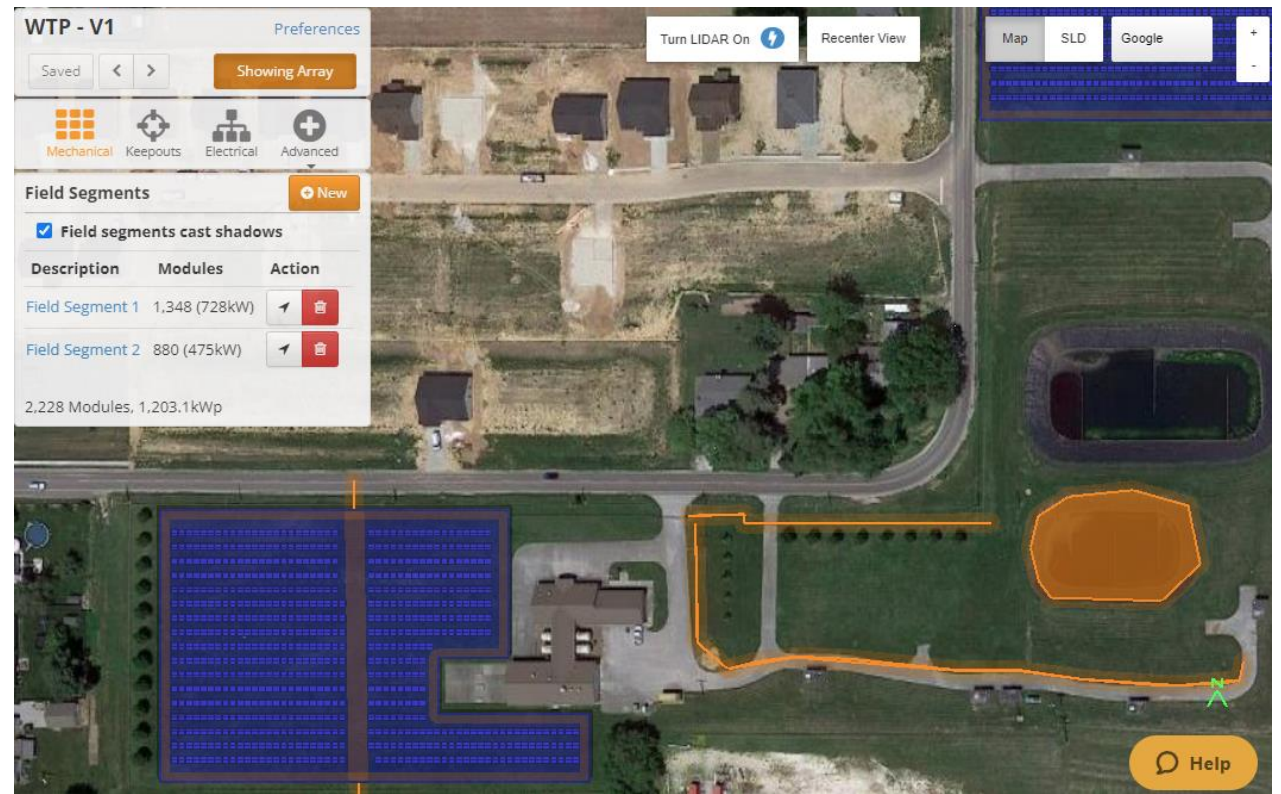 WTP - V1
Preferences
Saved
Showing Array
Mechanical
Keepouts
Electrical
Advanced
Field Segments
New
Field segments cast shadows
Description Modules Action
Field Segment 1 1,348 (728kW)
Field Segment 2 880 (475kW)
2,228 Modules, 1,203.1kWp
Turn LIDAR On
Recenter View
Map
SLD
Google
+
-
N
Help